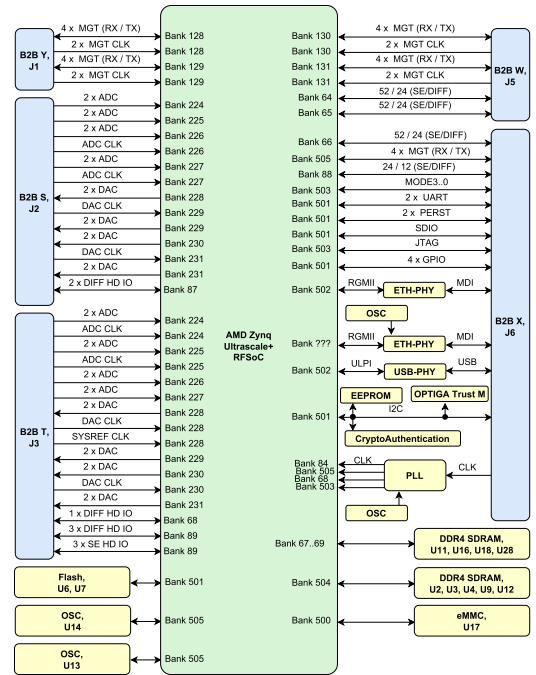 B2B Y,
J1
4 x MGT (RX / TX)
Bank 128
2 x MGT CLK
Bank 128
4 x MGT (RX / TX)
Bank 129
2 x MGT CLK
Bank 129
B2B S,
J2
2 x ADC
Bank 224
2 x ADC
Bank 225
2 x ADC
Bank 226
ADC CLK
Bank 226
2 x ADC
Bank 227
ADC CLK
Bank 227
2 x DAC
Bank 228
DAC CLK
Bank 229
2 x DAC
Bank 229
2 x DAC
Bank 230
DAC CLK
Bank 231
2 x DAC
Bank 231
2 x DIFF HD IO
Bank 87
B2B T,
J3
2 x ADC
Bank 224
ADC CLK
Bank 224
2 x ADC
Bank 225
ADC CLK
Bank 225
2 x ADC
Bank 226
2 x ADC
Bank 227
2 x DAC
Bank 228
DAC CLK
Bank 228
SYSREF CLK
Bank 228
2 x DAC
Bank 229
2 x DAC
Bank 230
DAC CLK
Bank 230
2 x DAC
Bank 231
1 x DIFF HD IO
Bank 68
3 x DIFF HD IO
Bank 89
3 x SE HD IO
Bank 89
Flash,
U6, U7
Bank 501
OSC,
U14
Bank 505
OSC,
U13
Bank 505
AMD Zynq
Ultrascale+
RFSoC
Bank 130
4 x MGT (RX / TX)
Bank 130
2 x MGT CLK
Bank 131
4 x MGT (RX / TX)
Bank 131
2 x MGT CLK
Bank 64
52 / 24 (SE/DIFF)
Bank 65
52 / 24 (SE/DIFF)
B2B W,
J5
Bank 66
52 / 24 (SE/DIFF)
Bank 505
4 x MGT (RX / TX)
Bank 88
24 / 12 (SE/DIFF)
Bank 503
MODE3..0
Bank 501
2 x UART
Bank 501
2 x PERST
Bank 501
SDIO
Bank 503
JTAG
Bank 501
4 x GPIO
Bank 502
RGMII
ETH-PHY
MDI
OSC
Bank ???
RGMII
ETH-PHY
MDI
Bank 502
ULPI
USB-PHY
USB
EEPROM
OPTIGA Trust M
Bank 501
I2C
CryptoAuthentication
Bank 84
Bank 505
Bank 68
Bank 503
CLK
PLL
CLK
OSC
B2B X,
J6
Bank 67..69
DDR4 SDRAM,
U11, U16, U18, U28
Bank 504
DDR4 SDRAM,
U2, U3, U4, U9, U12
Bank 500
eMMC,
U17